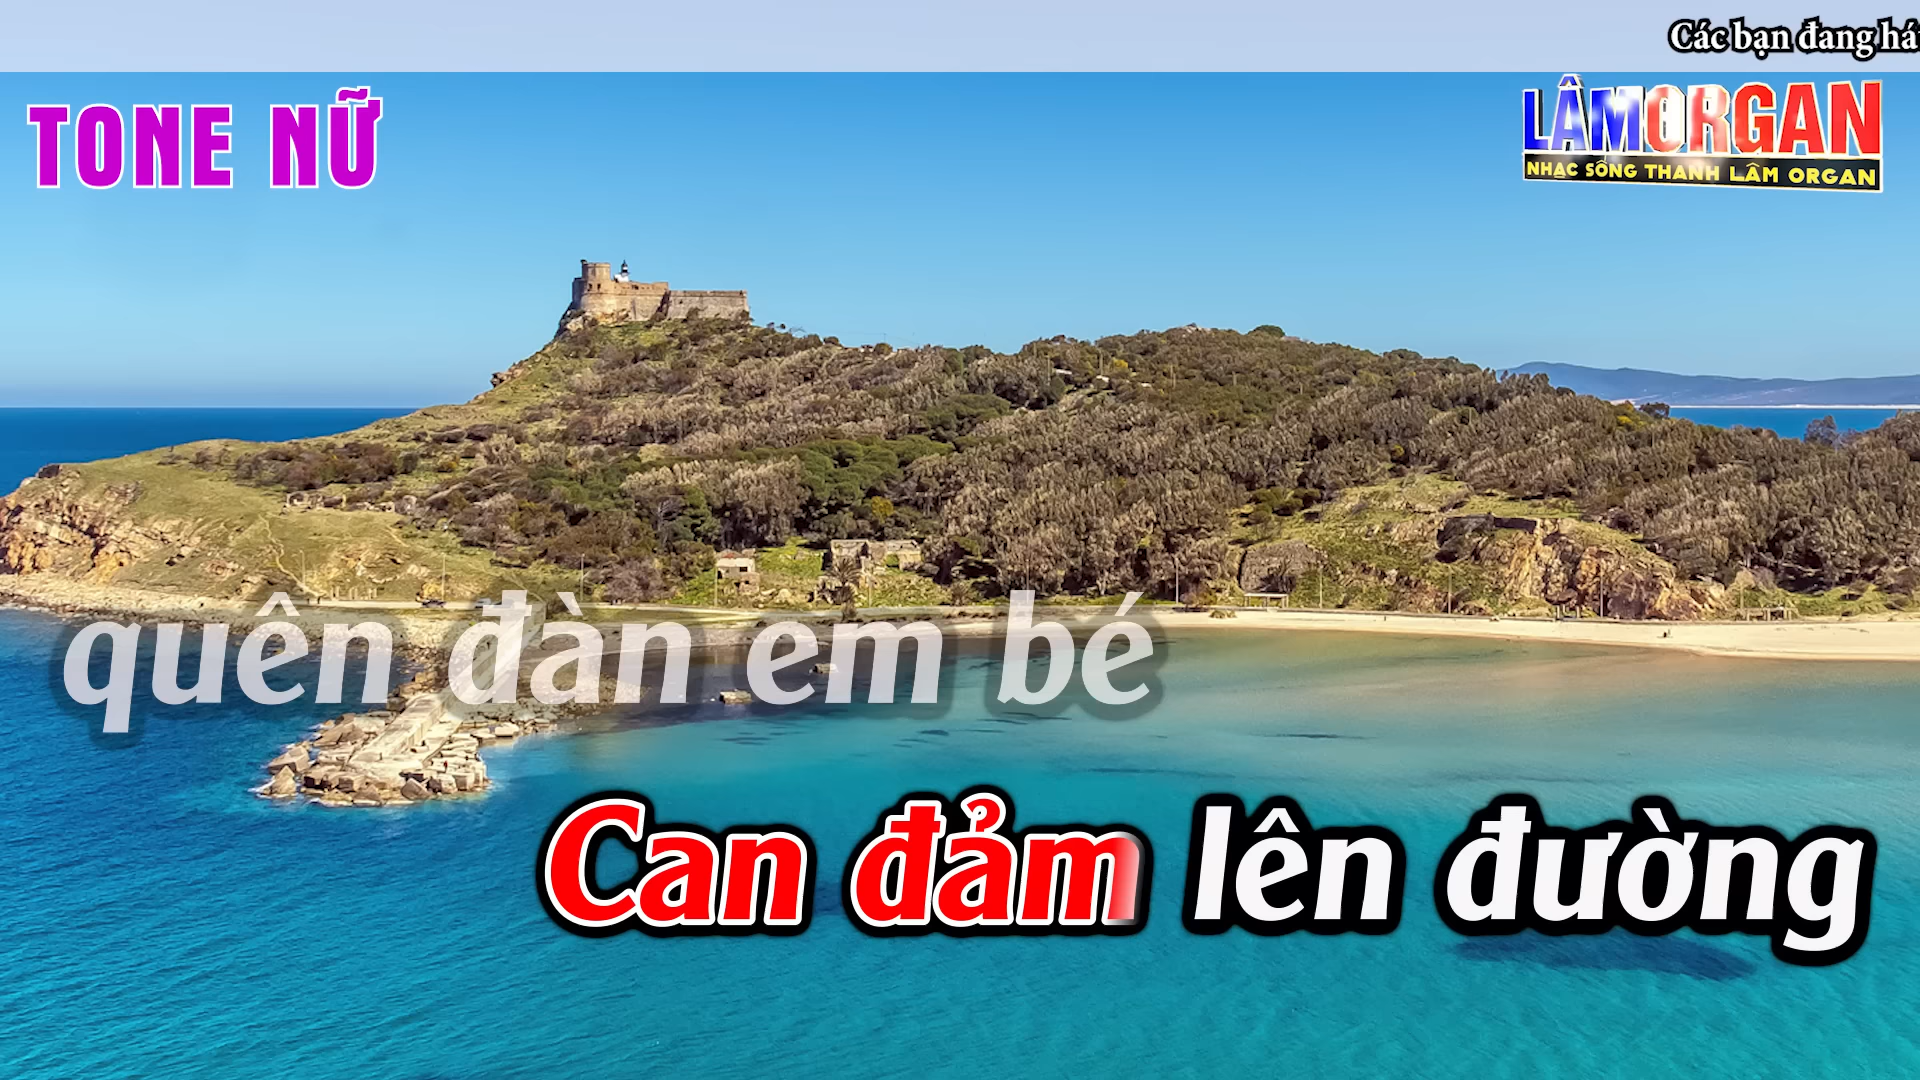 Các bạn đang há
TONE NỮ
LÂMORGAN
NHẠC SỐNG THANH LÂM ORGAN
quên đàn em bé
Can đảm lên đường